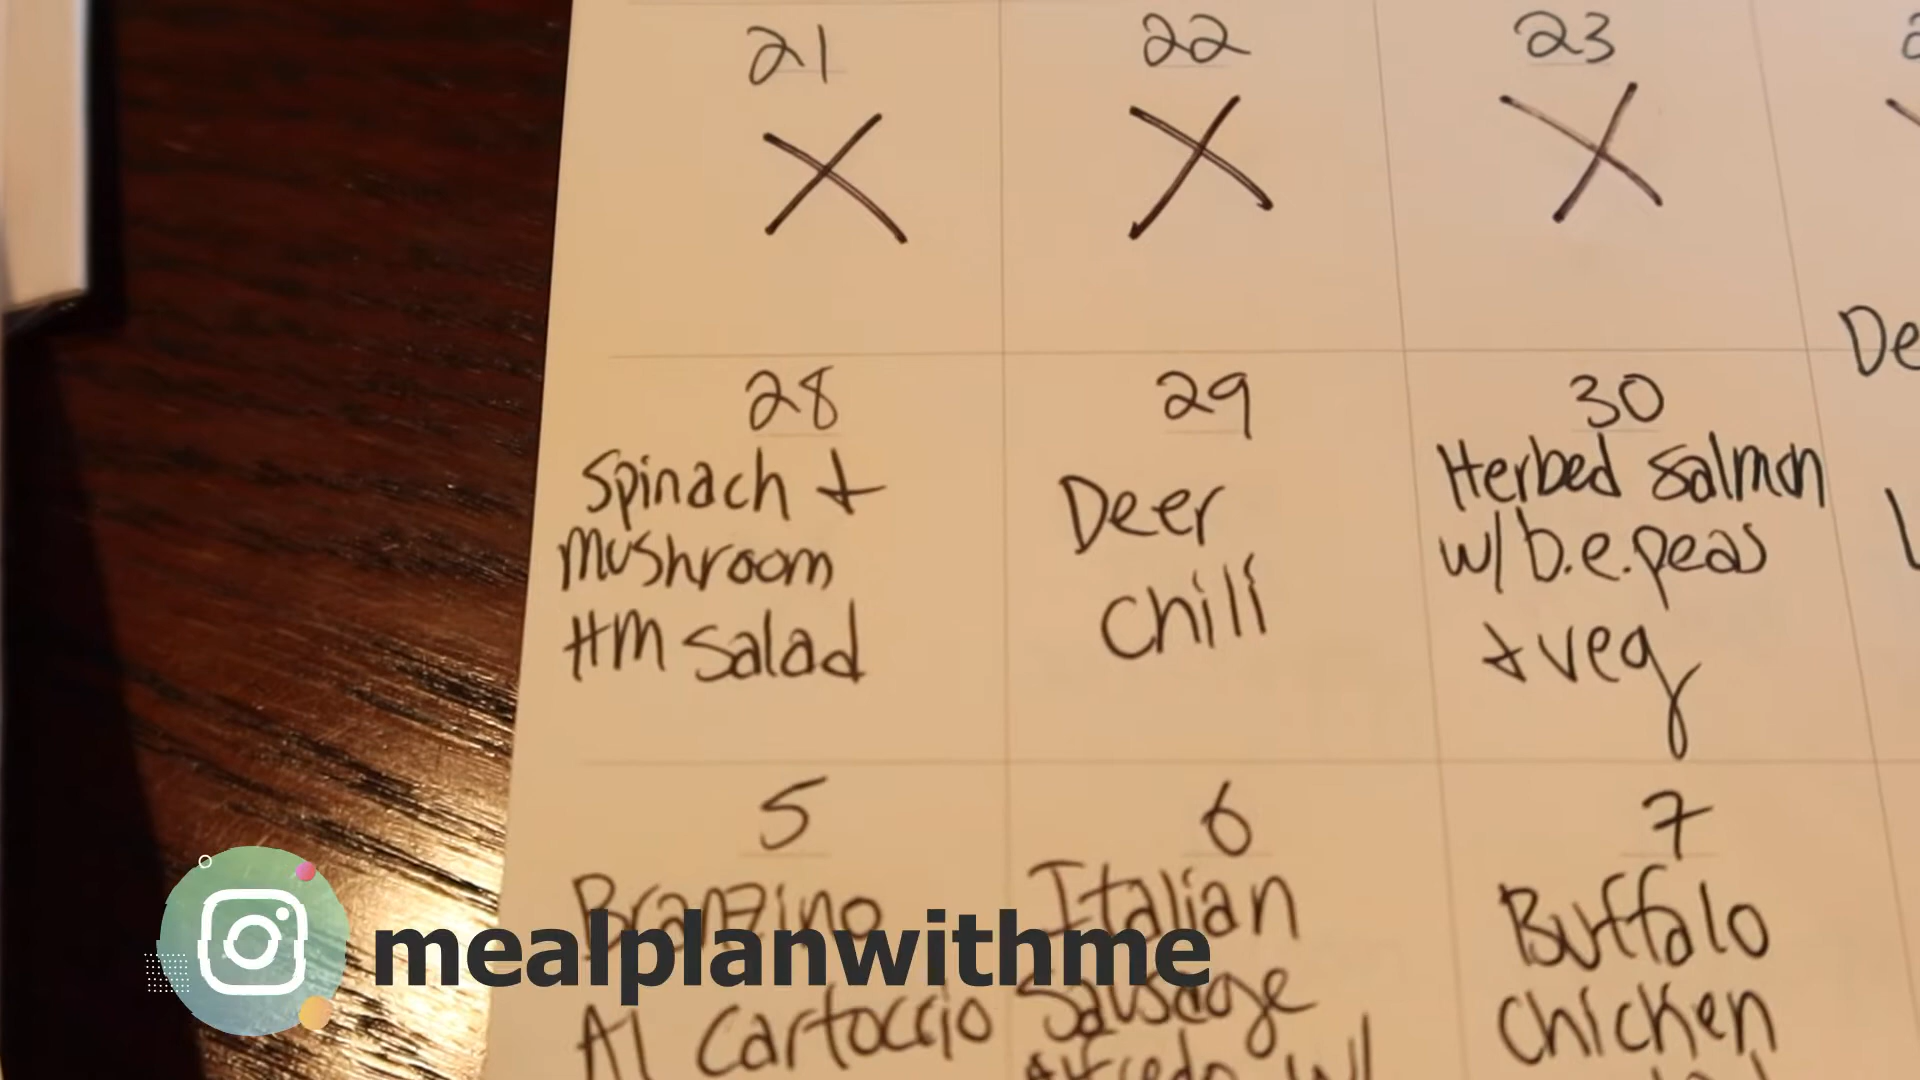 21
22
23
28
Spinach +
Mushroom
HM Salad
29
Deer
Chili
30
Herbed Salmon
w/ b.e. peas
+ veg
De
5
Branzino
Al Cartoccio
6
Italian
Sausage
Alfredo w/
7
Buffalo
Chicken
mealplanwithme